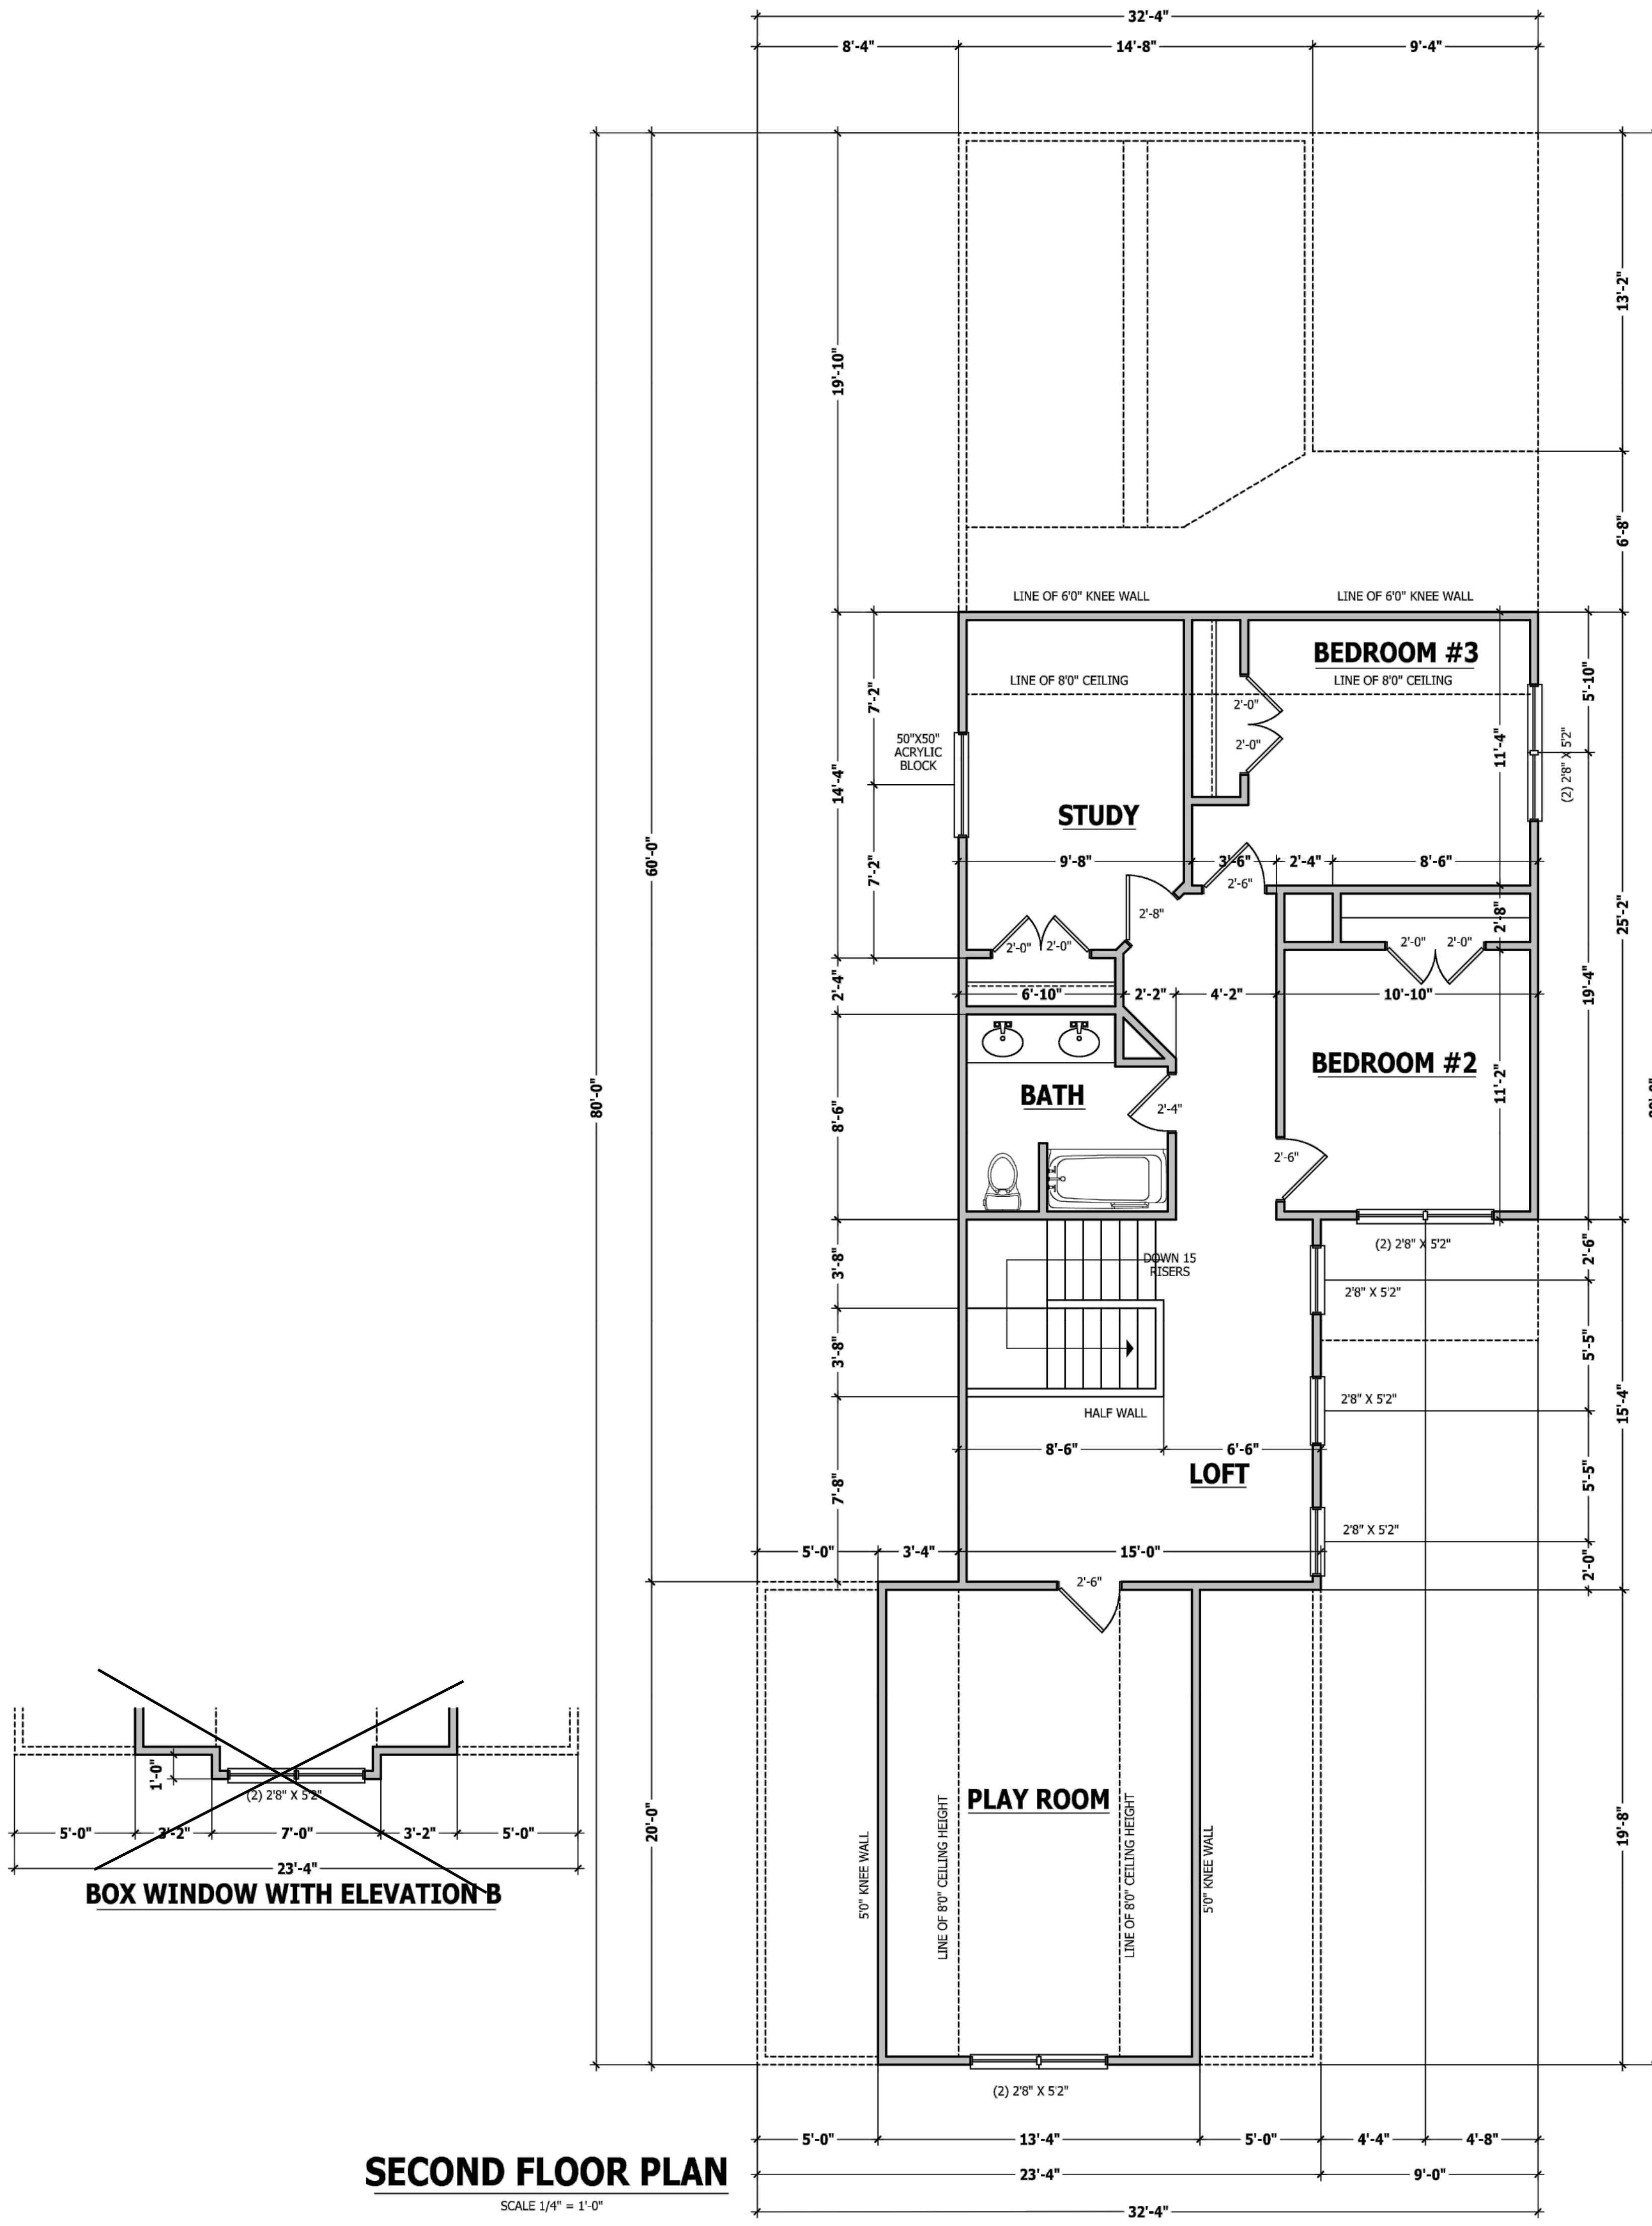 32'-4"
8'-4" 14'-8" 9'-4"
13'-2"
19'-10"
6'-8"
LINE OF 6'0" KNEE WALL LINE OF 6'0" KNEE WALL
BEDROOM #3
LINE OF 8'0" CEILING LINE OF 8'0" CEILING
5'-10"
7'-2"
2'-0"
50"X50"
ACRYLIC
BLOCK
2'-0"
11'-4"
(2) 2'8" X 5'2"
14'-4"
STUDY
60'-0"
7'-2"
9'-8" 3'-6" 2'-4" 8'-6"
2'-6"
2'-8"
2'-8"
25'-2"
2'-0" 2'-0"
2'-0" 2'-0"
2'-4"
19'-4"
6'-10" 2'-2" 4'-2" 10'-10"
BEDROOM #2
80'-0"
BATH
11'-2"
2'-4"
8'-6"
2'-6"
3'-8"
DOWN 15
RISERS
(2) 2'8" X 5'2"
2'-6"
2'8" X 5'2"
3'-8"
5'-5"
2'8" X 5'2"
HALF WALL
15'-4"
8'-6" 6'-6"
LOFT
7'-8"
5'-5"
2'8" X 5'2"
5'-0" 3'-4" 15'-0"
2'-0"
2'-6"
PLAY ROOM
20'-0"
19'-8"
5'0" KNEE WALL
LINE OF 8'0" CEILING HEIGHT
LINE OF 8'0" CEILING HEIGHT
5'0" KNEE WALL
1'-0"
(2) 2'8" X 5'2"
5'-0" 3'-2" 7'-0" 3'-2" 5'-0"
23'-4"
BOX WINDOW WITH ELEVATION B
(2) 2'8" X 5'2"
5'-0" 13'-4" 5'-0" 4'-4" 4'-8"
23'-4" 9'-0"
32'-4"
SECOND FLOOR PLAN
SCALE 1/4" = 1'-0"